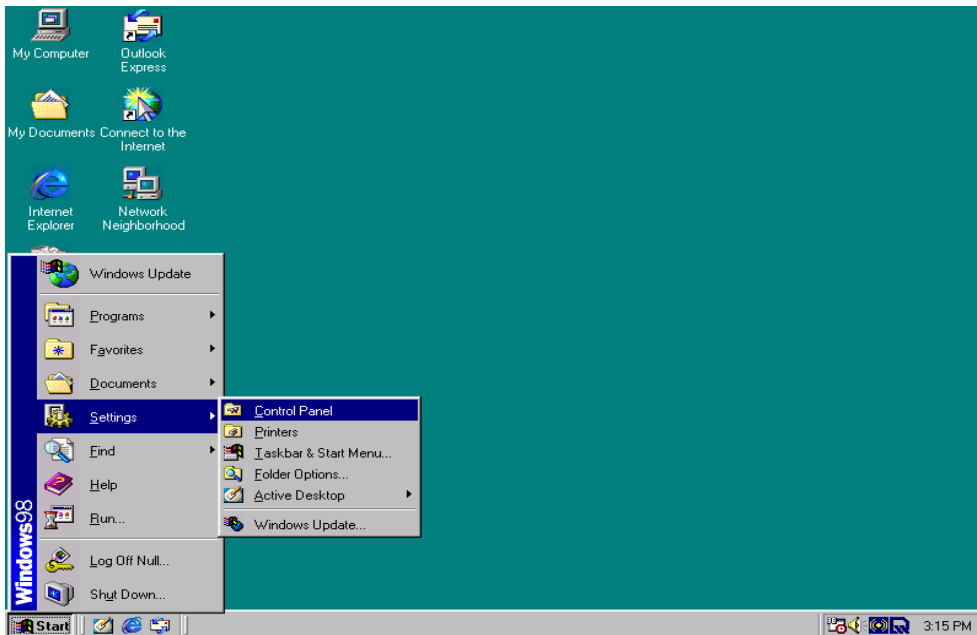 My Computer
Outlook
Express
My Documents
Connect to the
Internet
Internet
Explorer
Network
Neighborhood
Windows Update
Programs
Favorites
Documents
Settings
Find
Help
Run...
Log Off Null...
Shut Down...
Windows98
Control Panel
Printers
Taskbar & Start Menu...
Folder Options...
Active Desktop
Windows Update...
Start
3:15 PM